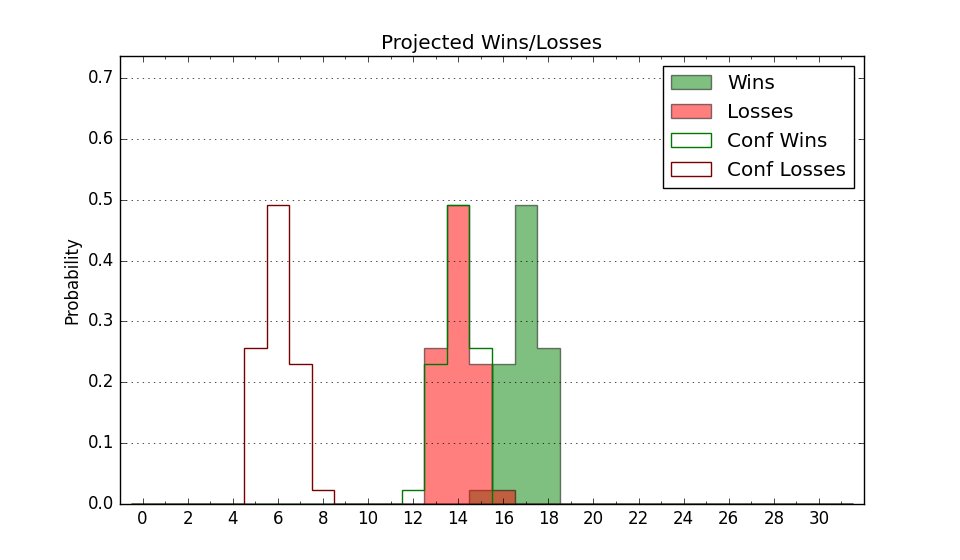 Projected Wins/Losses
Wins
Losses
Conf Wins
Conf Losses
Probability
0.7
0.6
0.5
0.4
0.3
0.2
0.1
0.0
0 2 4 6 8 10 12 14 16 18 20 22 24 26 28 30